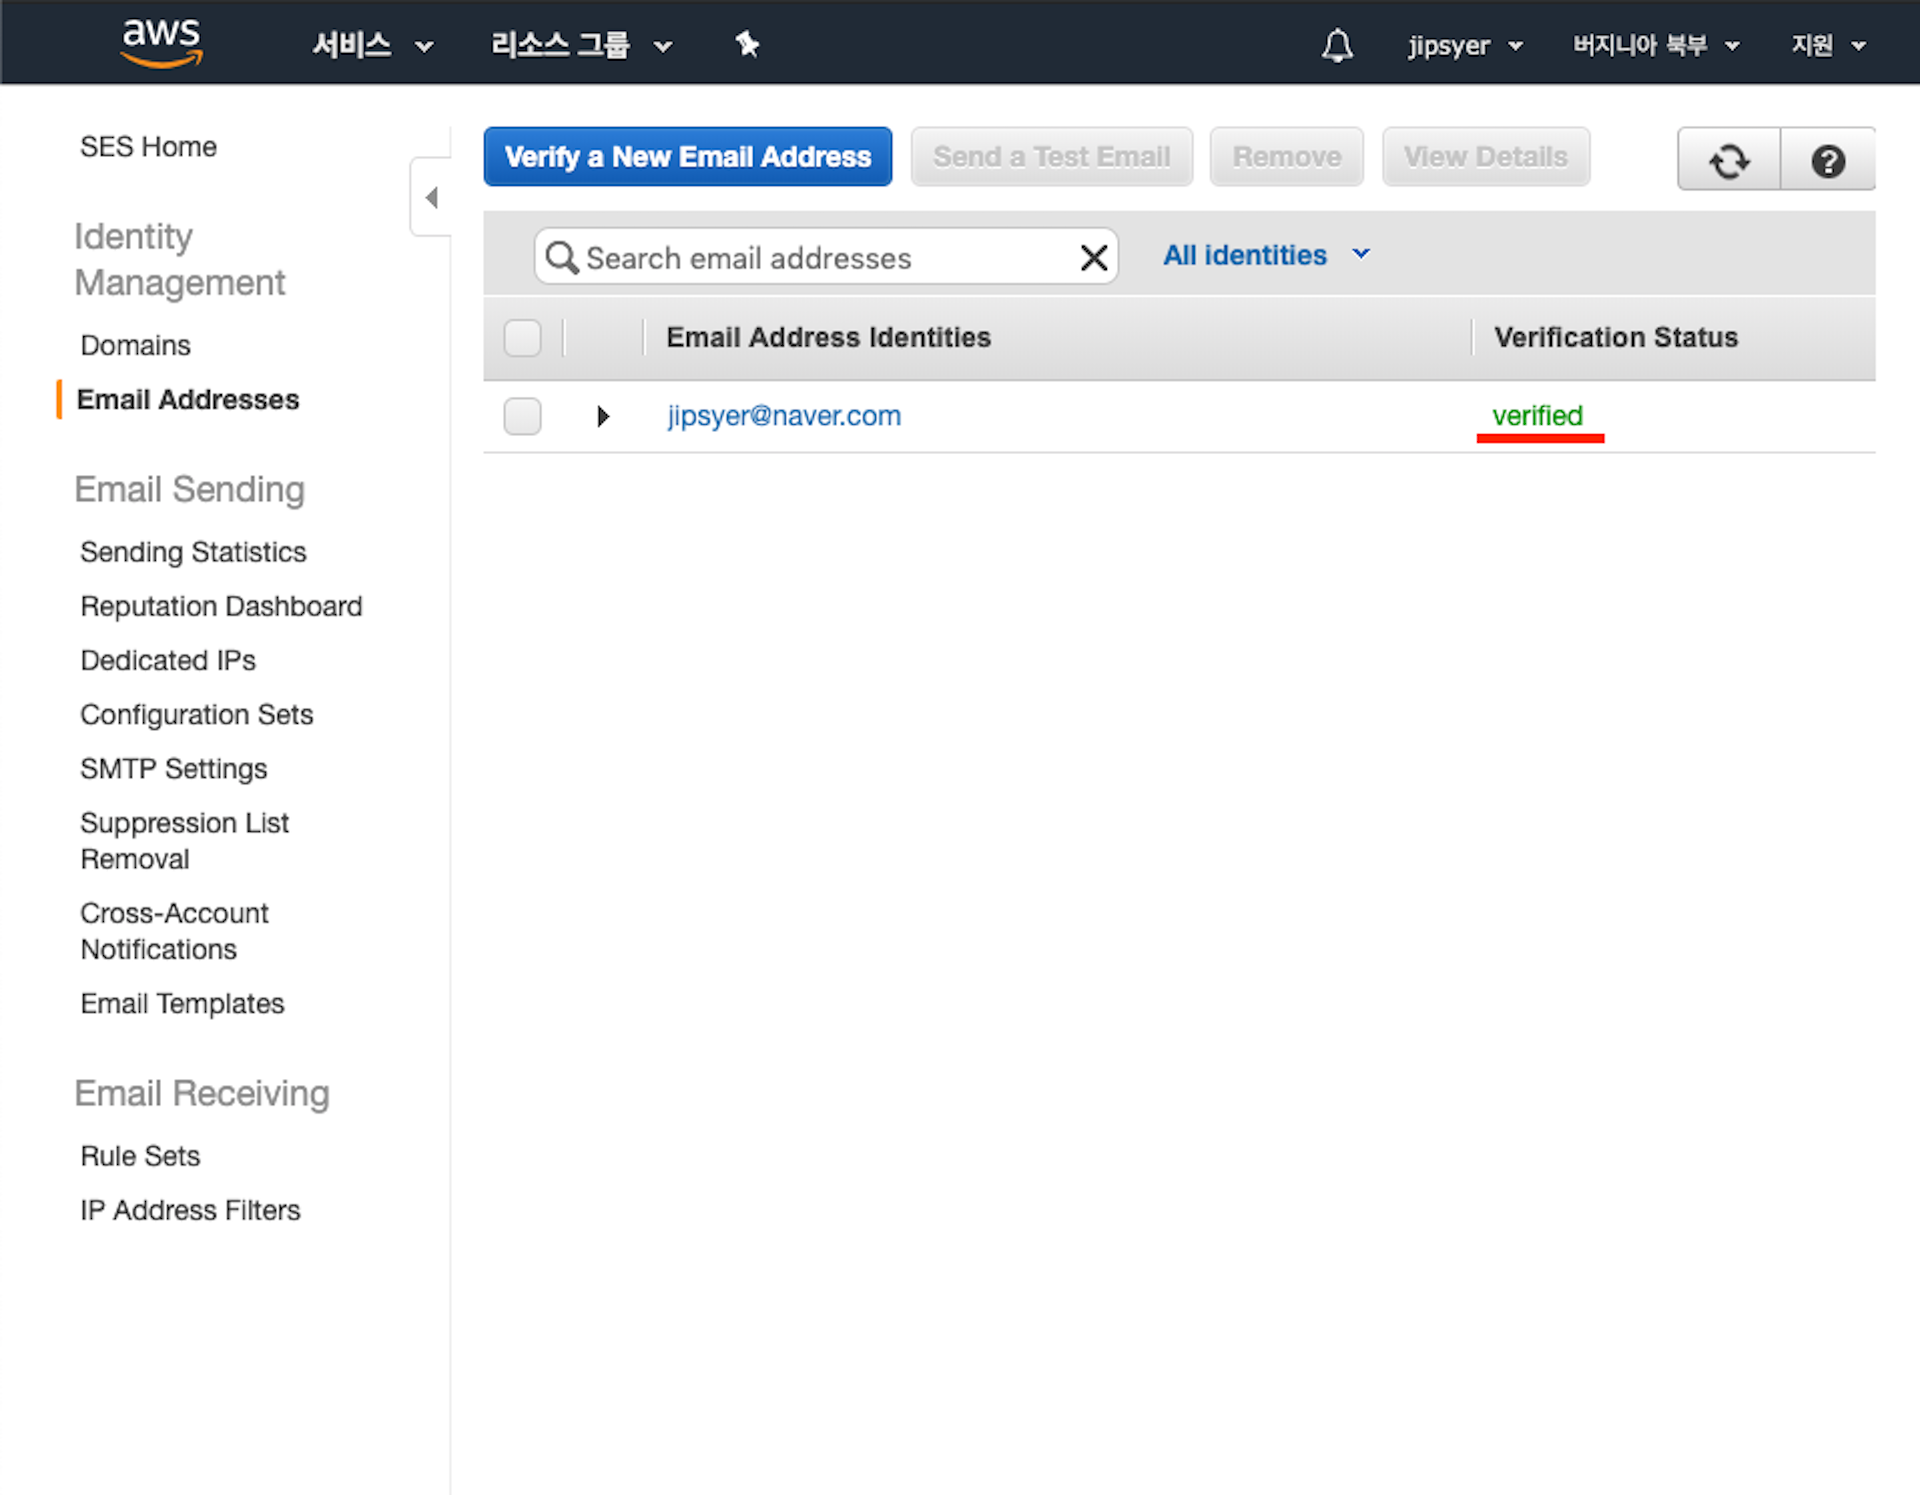 aws 서비스 리소스 그룹 jipsyer 버지니아 북부 지원
SES Home
Identity
Management
Domains
Email Addresses
Email Sending
Sending Statistics
Reputation Dashboard
Dedicated IPs
Configuration Sets
SMTP Settings
Suppression List
Removal
Cross-Account
Notifications
Email Templates
Email Receiving
Rule Sets
IP Address Filters
Verify a New Email Address Send a Test Email Remove View Details ?
Search email addresses All identities
Email Address Identities Verification Status
jipsyer@naver.com verified